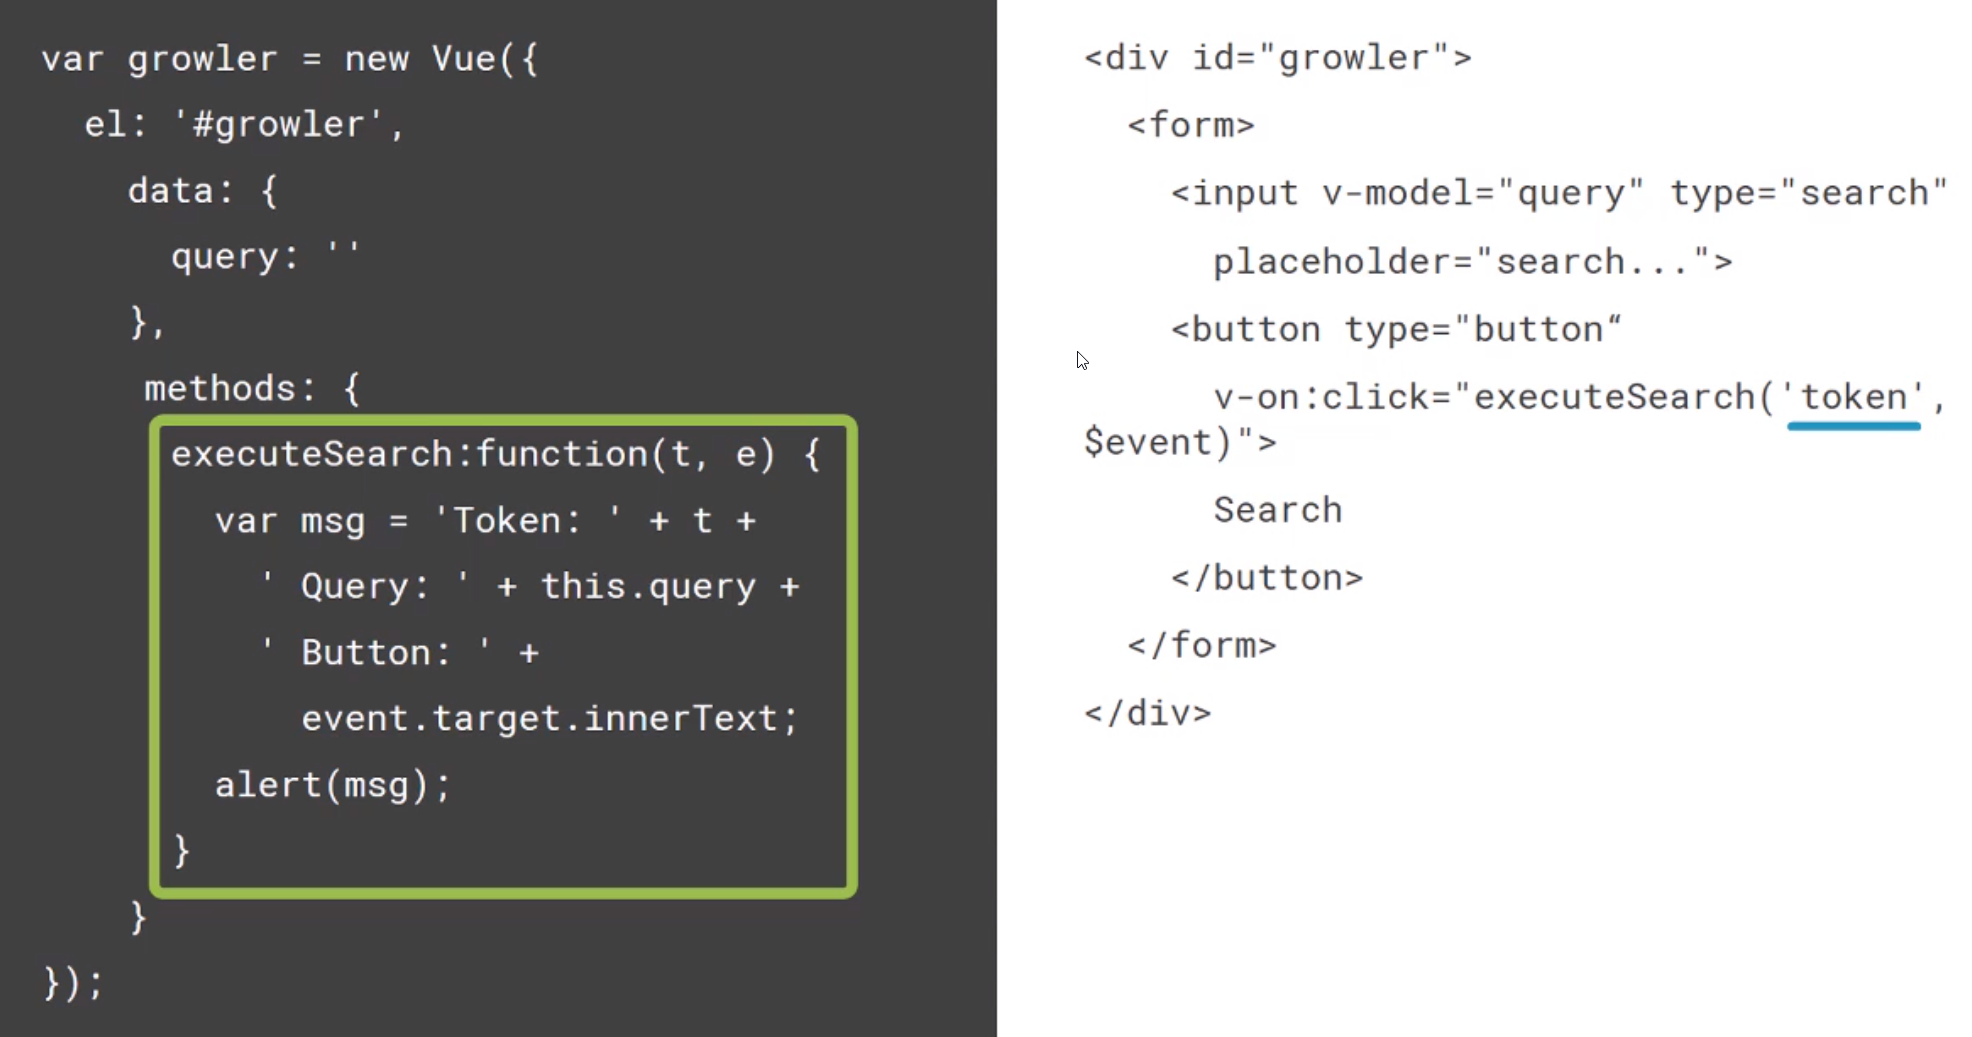 var growler = new Vue({
el: '#growler',
data: {
query: ''
},
methods: {
executeSearch:function(t, e) {
var msg = 'Token: ' + t +
' Query: ' + this.query +
' Button: ' +
event.target.innerText;
alert(msg);
}
}
});
<div id="growler">
<form>
<input v-model="query" type="search"
placeholder="search...">
<button type="button“
v-on:click="executeSearch('token',
$event)">
Search
</button>
</form>
</div>